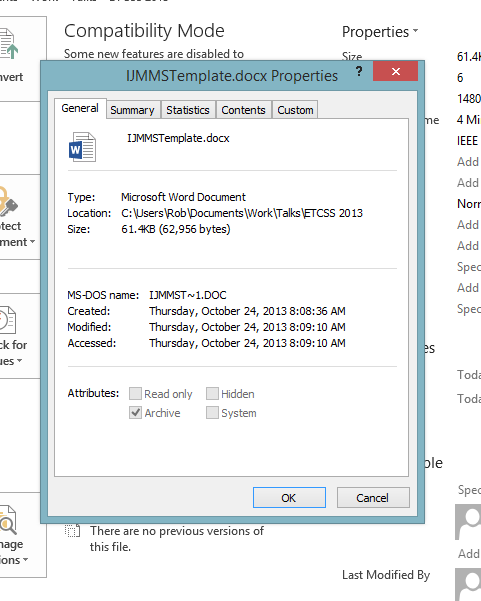 Compatibility Mode
Properties
Some new features are disabled to
Size
61.4K
nvert
IJMMSTemplate.docx Properties
?
6
1480
General
Summary
Statistics
Contents
Custom
me
4 Mi
IJMMSTemplate.docx
IEEE
Add
Add
Type: Microsoft Word Document
Norr
Location: C:\Users\Rob\Documents\Work\Talks\ETCSS 2013
Add
tect
Size: 61.4KB (62,956 bytes)
ment
Add
Spec
Add
MS-DOS name: IJMMST~1.DOC
Created: Thursday, October 24, 2013 8:08:36 AM
Spec
Modified: Thursday, October 24, 2013 8:09:10 AM
ck for
Accessed: Thursday, October 24, 2013 8:09:10 AM
es
ues
Toda
Attributes: Read only Hidden
Toda
Archive System
ple
OK
Cancel
Spec
There are no previous versions of
nage
this file.
Add
ions
Last Modified By